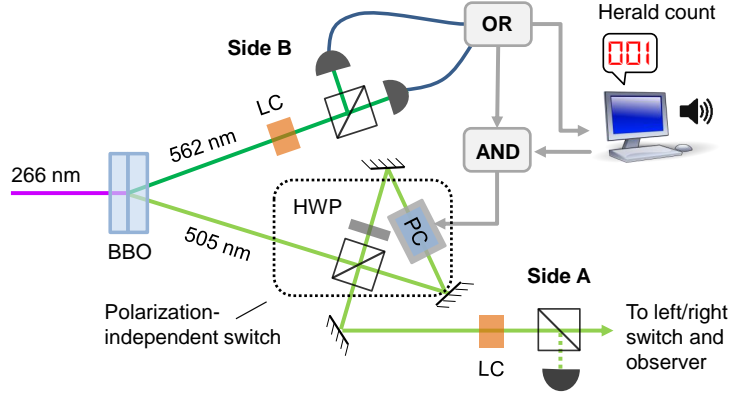 Herald count
001
OR
Side B
LC
562 nm
AND
266 nm
HWP
PC
BBO
505 nm
Side A
Polarization-
independent switch
LC
To left/right
switch and
observer